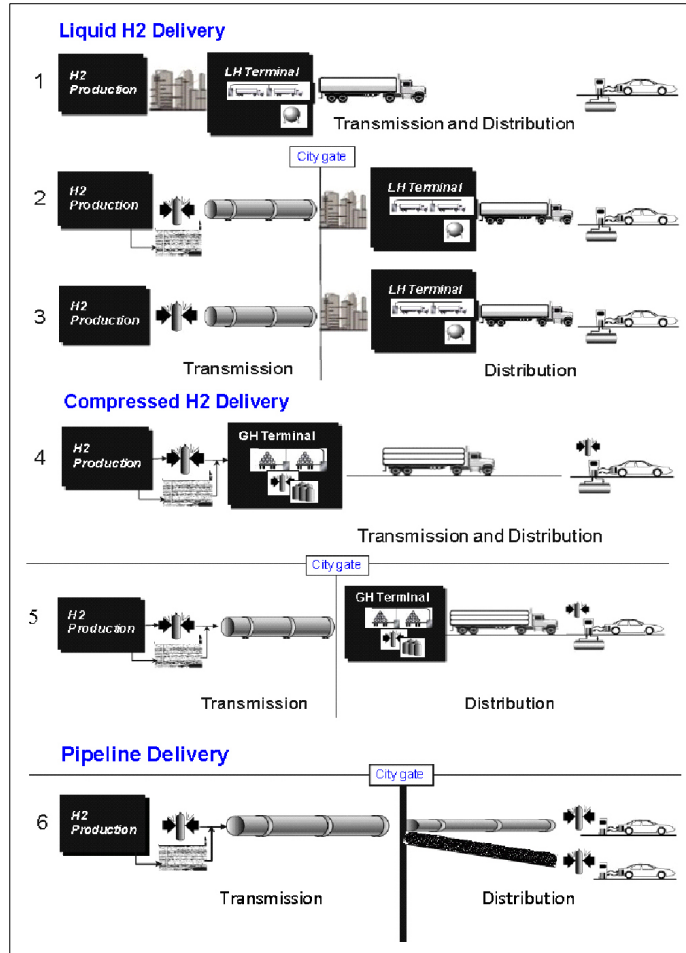 Liquid H2 Delivery
1
H2
Production
LH Terminal
Transmission and Distribution
City gate
2
H2
Production
LH Terminal
3
H2
Production
LH Terminal
Transmission
Distribution
Compressed H2 Delivery
4
H2
Production
GH Terminal
Transmission and Distribution
City gate
5
H2
Production
GH Terminal
Transmission
Distribution
Pipeline Delivery
City gate
6
H2
Production
Transmission
Distribution